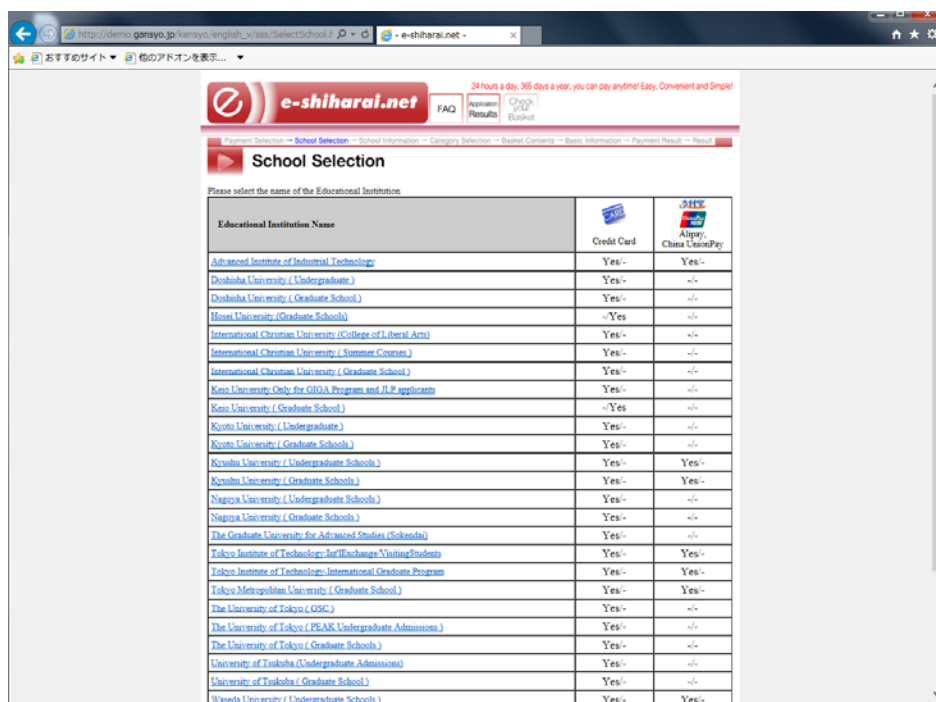 http://demo.gansyo.jp/kensyo/english_v/sss/SelectSchool.h
- e-shiharai.net -
おすすめサイト ▼ 他のアドオンを表示... ▼
24 hours a day, 365 days a year, you can pay anytime! Easy, Convenient and Simple!
e-shiharai.net
FAQ
Application Results
Check your Basket
Payment Selection → School Selection → School Information → Category Selection → Basket Contents → Basic Information → Payment Result → Result
School Selection
Please select the name of the Educational Institution
Educational Institution Name
CARD
Credit Card
Alipay,
China UnionPay
Advanced Institute of Industrial Technology Yes/- Yes/-
Doshisha University ( Undergraduate ) Yes/- -/-
Doshisha University ( Graduate School ) Yes/- -/-
Hosei University (Graduate Schools) -/Yes -/-
International Christian University (College of Liberal Arts) Yes/- -/-
International Christian University ( Summer Courses ) Yes/- -/-
International Christian University ( Graduate School ) Yes/- -/-
Keio University Only for GIGA Program and JLP applicants Yes/- -/-
Keio University ( Graduate School ) -/Yes -/-
Kyoto University ( Undergraduate ) Yes/- -/-
Kyoto University ( Graduate Schools ) Yes/- -/-
Kyushu University ( Undergraduate Schools ) Yes/- Yes/-
Kyushu University ( Graduate Schools ) Yes/- Yes/-
Nagoya University ( Undergraduate Schools ) Yes/- -/-
Nagoya University ( Graduate Schools ) Yes/- -/-
The Graduate University for Advanced Studies (Sokendai) Yes/- -/-
Tokyo Institute of Technology-Int'lExchange/VisitingStudents Yes/- Yes/-
Tokyo Institute of Technology-International Graduate Program Yes/- Yes/-
Tokyo Metropolitan University ( Graduate School ) Yes/- Yes/-
The University of Tokyo ( GSC ) Yes/- -/-
The University of Tokyo ( PEAK Undergraduate Admissions ) Yes/- -/-
The University of Tokyo ( Graduate Schools ) Yes/- -/-
University of Tsukuba (Undergraduate Admissions) Yes/- -/-
University of Tsukuba ( Graduate School ) Yes/- -/-
Waseda University ( Undergraduate Schools ) Yes/- Yes/-